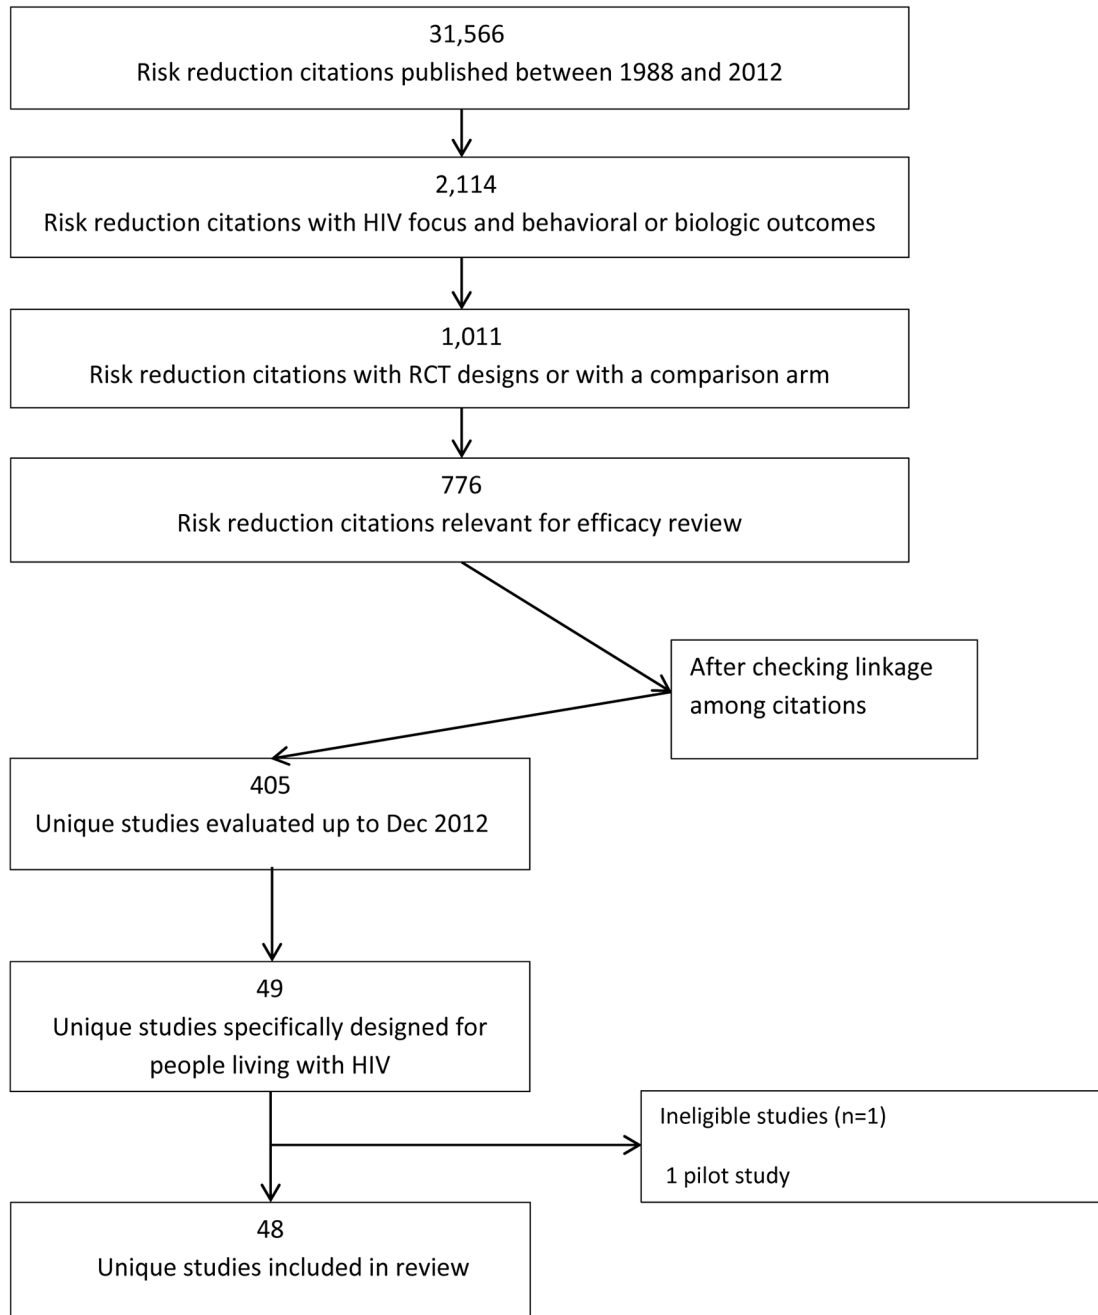 31,566
Risk reduction citations published between 1988 and 2012
2,114
Risk reduction citations with HIV focus and behavioral or biologic outcomes
1,011
Risk reduction citations with RCT designs or with a comparison arm
776
Risk reduction citations relevant for efficacy review
After checking linkage
among citations
405
Unique studies evaluated up to Dec 2012
49
Unique studies specifically designed for
people living with HIV
Ineligible studies (n=1)
1 pilot study
48
Unique studies included in review